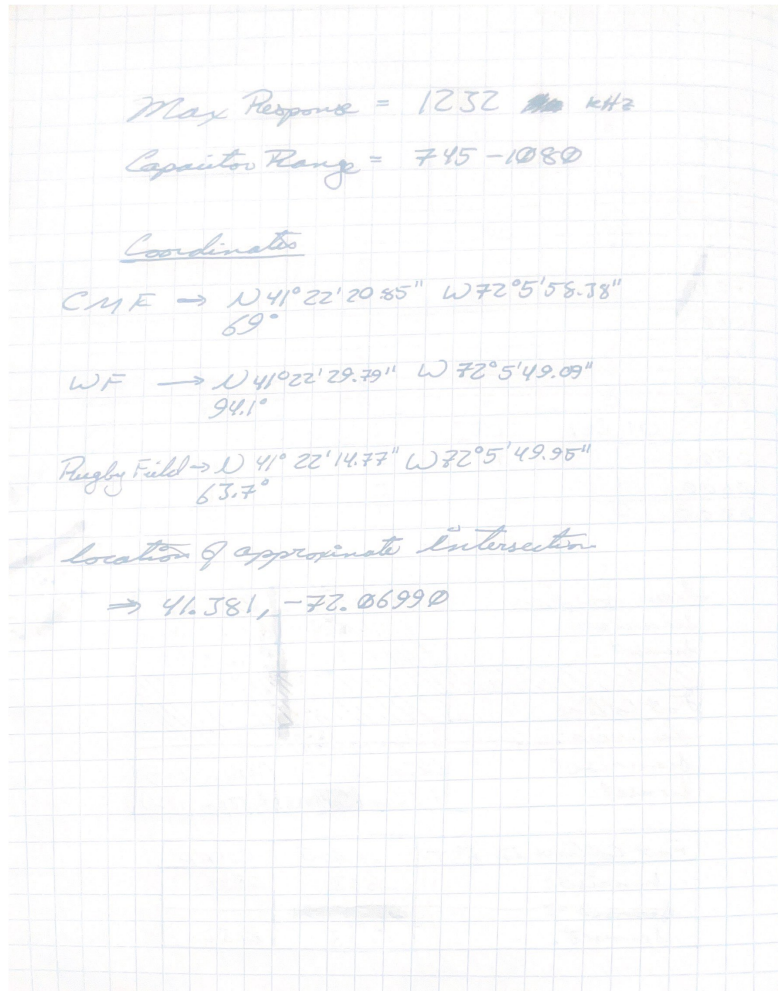 Max Response = 1232 kHz
Capacitor Range = 745 - 1080
Coordinates
CME → N 41° 22' 20.85" W 72° 5' 58.38"
69°
WF → N 41° 22' 29.79" W 72° 5' 49.09"
94.1°
Rugby Field → N 41° 22' 14.77" W 72° 5' 49.95"
63.7°
location of approximate intersection
⇒ 41.381, -72.06990